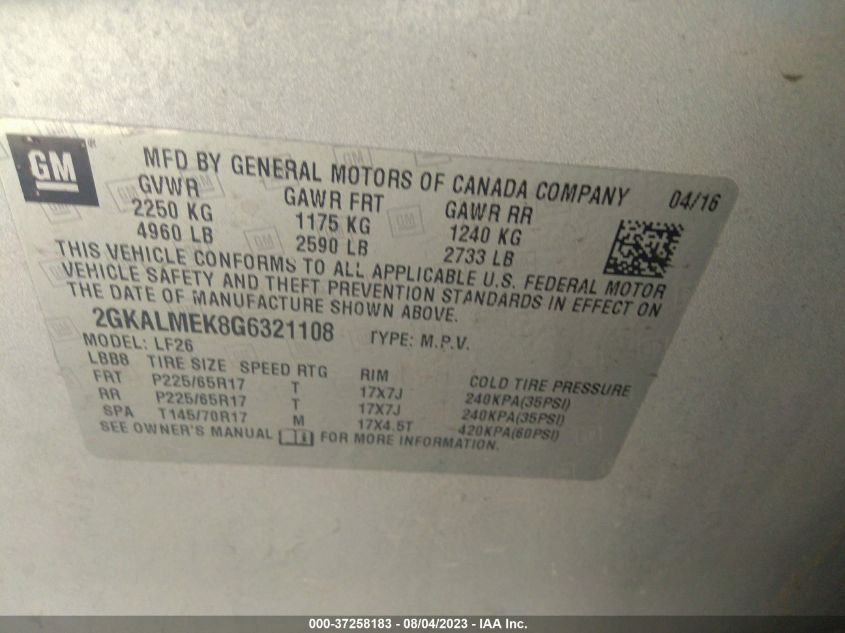 GM
MFD BY GENERAL MOTORS OF CANADA COMPANY 04/16
GVWR GAWR FRT GAWR RR
2250 KG 1175 KG 1240 KG
4960 LB 2590 LB 2733 LB
THIS VEHICLE CONFORMS TO ALL APPLICABLE U.S. FEDERAL MOTOR
VEHICLE SAFETY AND THEFT PREVENTION STANDARDS IN EFFECT ON
THE DATE OF MANUFACTURE SHOWN ABOVE.
2GKALMEK8G6321108 TYPE: M.P.V.
MODEL: LF26
LBB8 TIRE SIZE SPEED RTG RIM COLD TIRE PRESSURE
FRT P225/65R17 T 17X7J 240KPA(35PSI)
RR P225/65R17 T 17X7J 240KPA(35PSI)
SPA T145/70R17 M 17X4.5T 420KPA(60PSI)
SEE OWNER'S MANUAL FOR MORE INFORMATION.
000-37258183 - 08/04/2023 - IAA Inc.